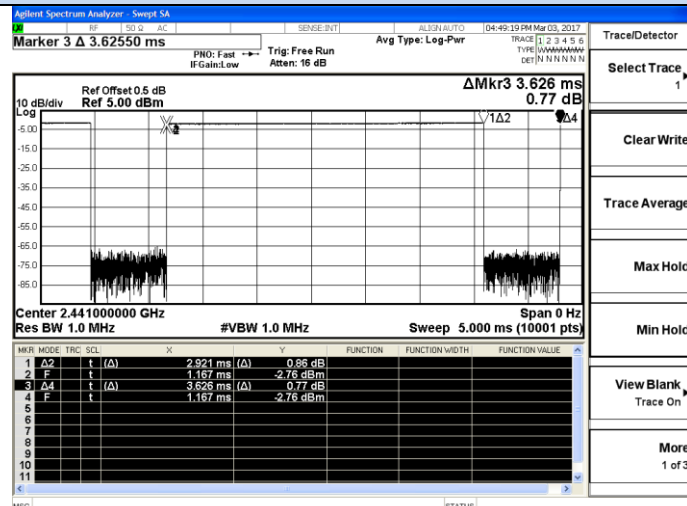 Agilent Spectrum Analyzer - Swept SA
RF 50 Ω AC SENSE:INT ALIGN AUTO 04:49:19 PM Mar 03, 2017
Marker 3 Δ 3.62550 ms
PNO: Fast
IFGain:Low
Trig: Free Run
Atten: 16 dB
Avg Type: Log-Pwr
TRACE 1 2 3 4 5 6
TYPE
DET N N N N N N
Ref Offset 0.5 dB
10 dB/div Ref 5.00 dBm
ΔMkr3 3.626 ms
0.77 dB
Log
-5.00
-15.0
-25.0
-35.0
-45.0
-55.0
-65.0
-75.0
-85.0
1Δ2
3Δ4
Center 2.441000000 GHz Span 0 Hz
Res BW 1.0 MHz #VBW 1.0 MHz Sweep 5.000 ms (10001 pts)
MKR MODE TRC SCL X Y FUNCTION FUNCTION WIDTH FUNCTION VALUE
1 Δ2 t (Δ) 2.921 ms (Δ) 0.86 dB
2 F t 1.167 ms -2.76 dBm
3 Δ4 t (Δ) 3.626 ms (Δ) 0.77 dB
4 F t 1.167 ms -2.76 dBm
5
6
7
8
9
10
11
MSG STATUS
Trace/Detector
Select Trace
1
Clear Write
Trace Average
Max Hold
Min Hold
View Blank
Trace On
More
1 of 3